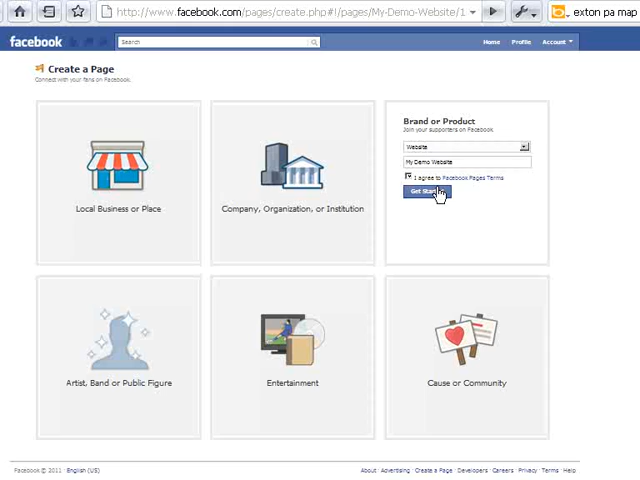 http://www.facebook.com/pages/create.php#!/pages/My-Demo-Website/1
exton pa map
facebook
Search
Home Profile Account
Create a Page
Connect with your fans on Facebook.
Brand or Product
Join your supporters on Facebook.
Website
My Demo Website
I agree to Facebook Pages Terms
Get
Local Business or Place
Company, Organization, or Institution
Artist, Band or Public Figure
Entertainment
Cause or Community
Facebook © 2011 · English (US)
About · Advertising · Create a Page · Developers · Careers · Privacy · Terms · Help